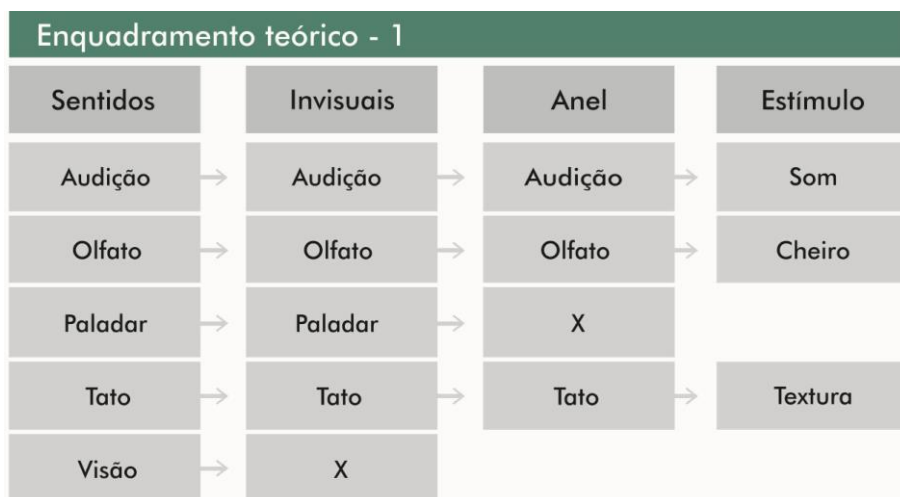 Enquadramento teórico - 1
Sentidos Invisuais Anel Estímulo
Audição Audição Audição Som
Olfato Olfato Olfato Cheiro
Paladar Paladar X
Tato Tato Tato Textura
Visão X